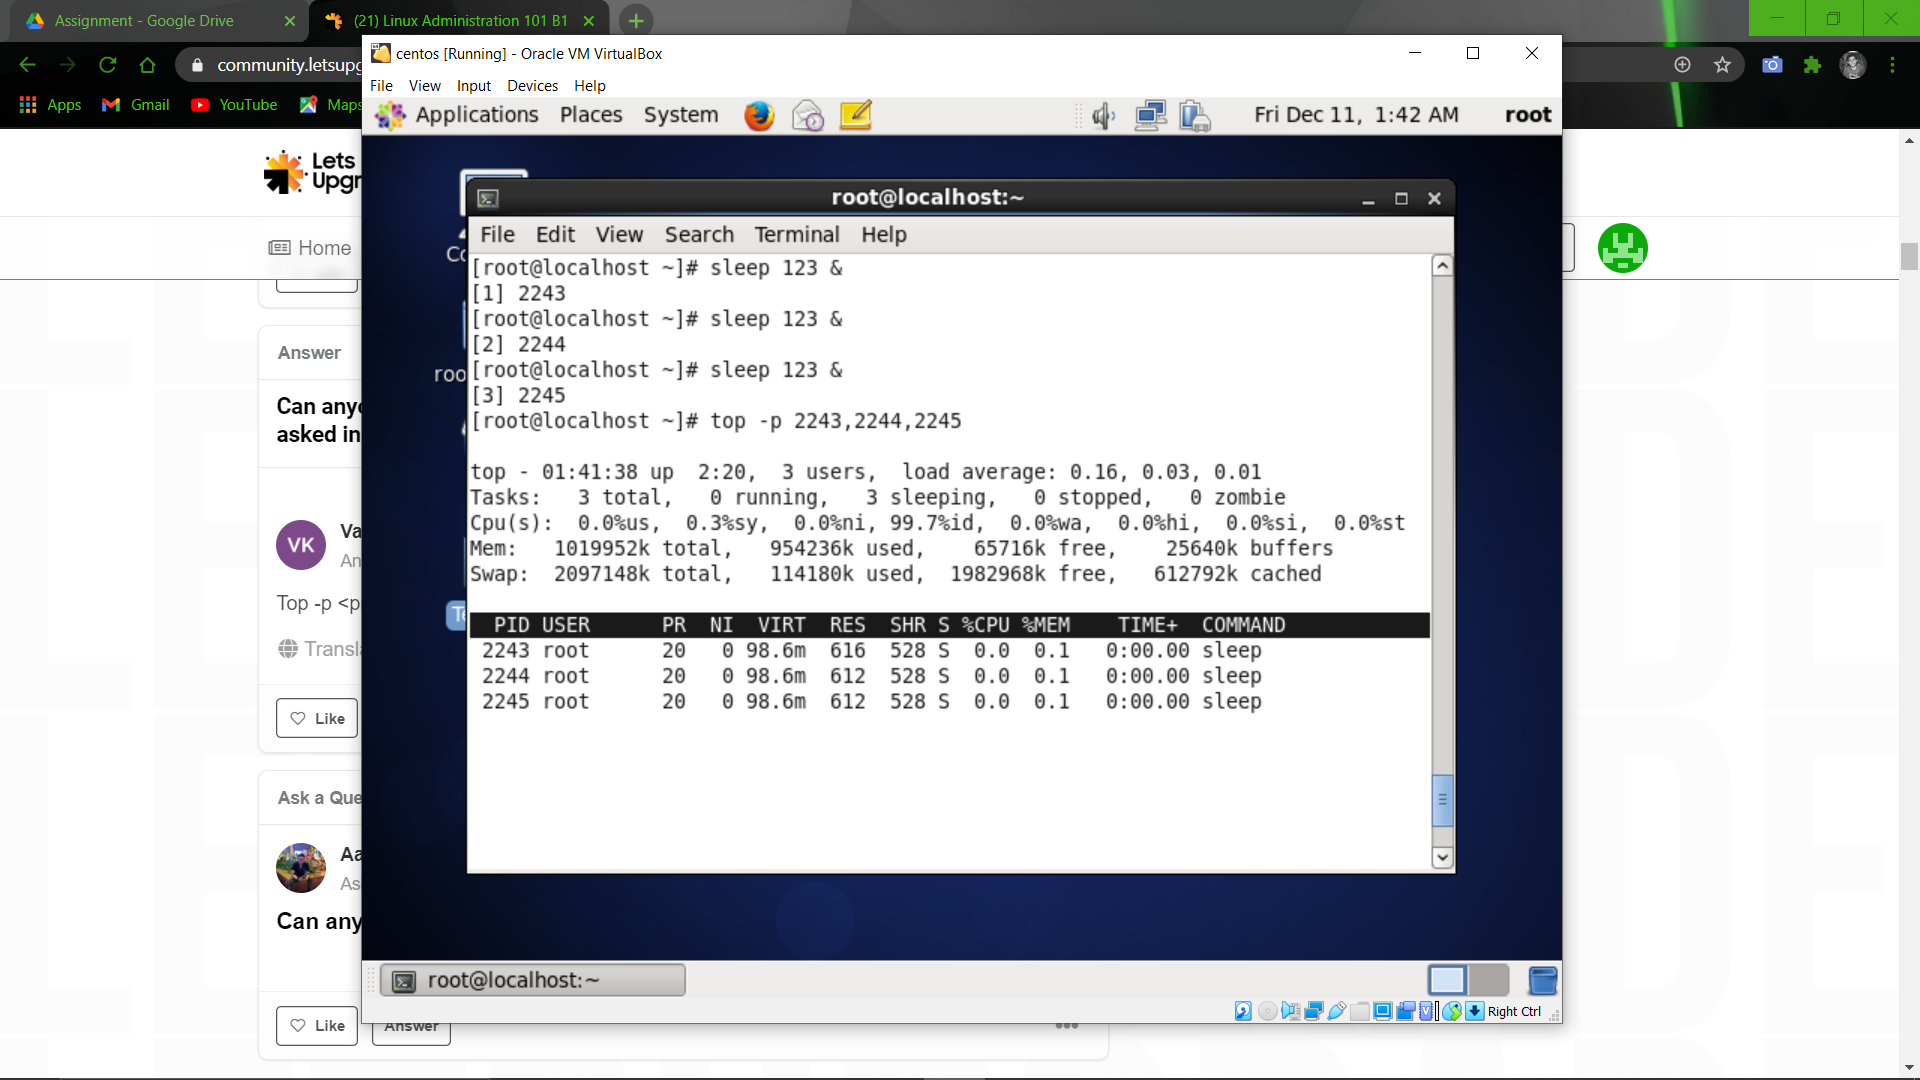 Assignment - Google Drive
(21) Linux Administration 101 B1
community.letsupg
Apps
Gmail
YouTube
Maps
centos [Running] - Oracle VM VirtualBox
File View Input Devices Help
Applications Places System
Fri Dec 11, 1:42 AM
root
Lets
Upgr
Home
root@localhost:~
File Edit View Search Terminal Help
[root@localhost ~]# sleep 123 &
[1] 2243
[root@localhost ~]# sleep 123 &
[2] 2244
[root@localhost ~]# sleep 123 &
[3] 2245
[root@localhost ~]# top -p 2243,2244,2245
top - 01:41:38 up  2:20,  3 users,  load average: 0.16, 0.03, 0.01
Tasks:   3 total,   0 running,   3 sleeping,   0 stopped,   0 zombie
Cpu(s):  0.0%us,  0.3%sy,  0.0%ni, 99.7%id,  0.0%wa,  0.0%hi,  0.0%si,  0.0%st
Mem:   1019952k total,   954236k used,    65716k free,    25640k buffers
Swap:  2097148k total,   114180k used,  1982968k free,   612792k cached
PID USER      PR  NI  VIRT  RES  SHR S %CPU %MEM    TIME+  COMMAND
2243 root      20   0 98.6m  616  528 S  0.0  0.1   0:00.00 sleep
2244 root      20   0 98.6m  612  528 S  0.0  0.1   0:00.00 sleep
2245 root      20   0 98.6m  612  528 S  0.0  0.1   0:00.00 sleep
root@localhost:~
Right Ctrl
Answer
Can anyo
asked in
VK
Va
An
Top -p <p
Transla
Like
Ask a Que
Aa
As
Can any
Like
Answer